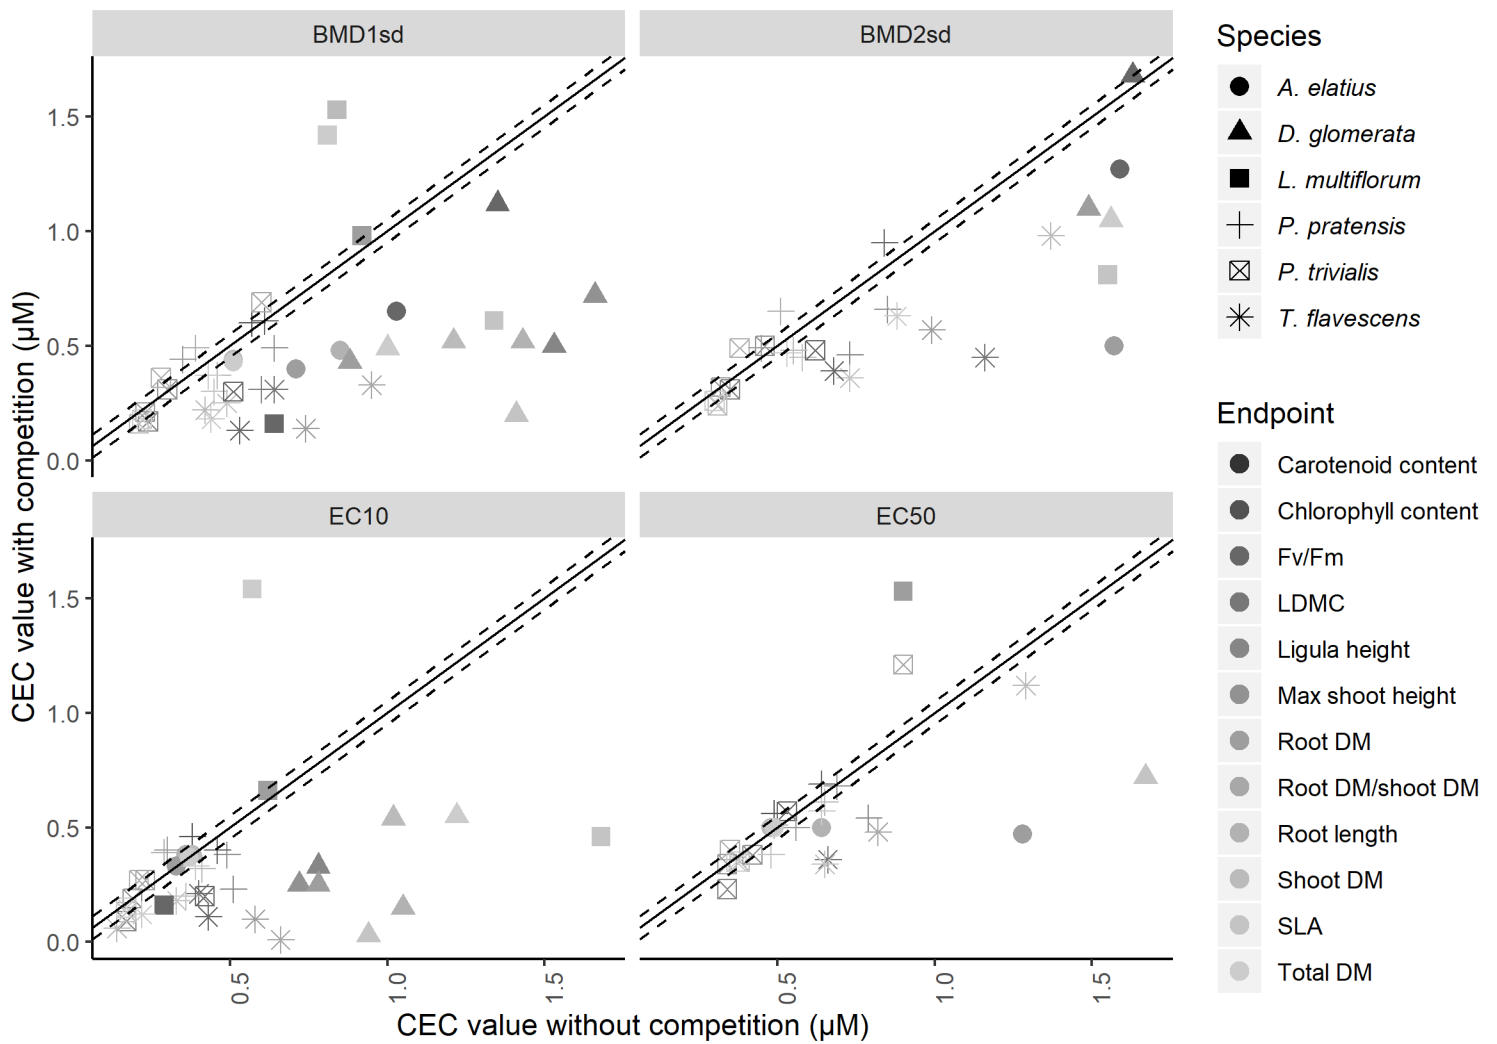 BMD1sd
BMD2sd
Species
A. elatius
D. glomerata
L. multiflorum
P. pratensis
P. trivialis
T. flavescens
1.5
1.0
0.5
0.0
CEC value with competition (µM)
EC10
EC50
1.5
1.0
0.5
0.0
0.5
1.0
1.5
0.5
1.0
1.5
CEC value without competition (µM)
Endpoint
Carotenoid content
Chlorophyll content
Fv/Fm
LDMC
Ligula height
Max shoot height
Root DM
Root DM/shoot DM
Root length
Shoot DM
SLA
Total DM